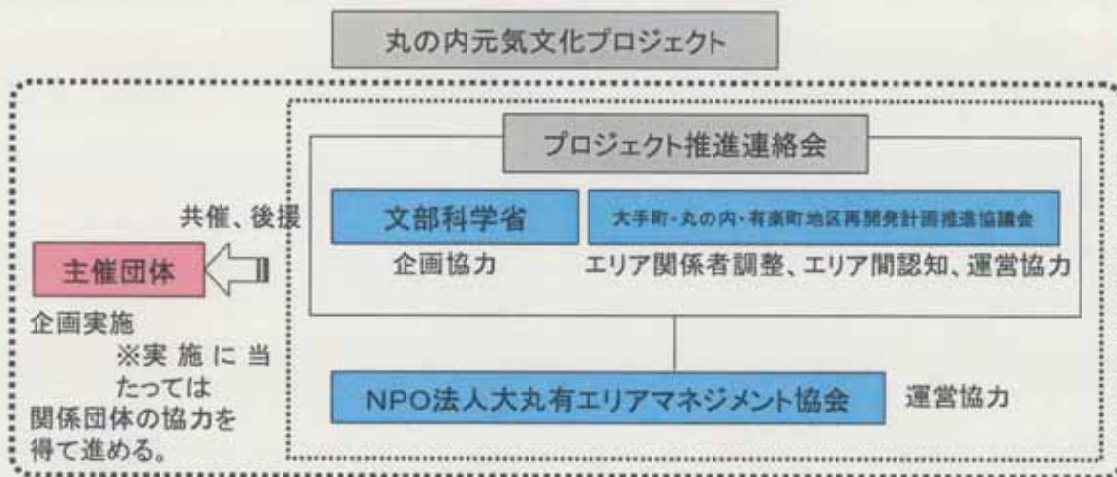 丸の内元気文化プロジェクト
プロジェクト推進連絡会
共催、後援
文部科学省
大手町・丸の内・有楽町地区再開発計画推進協議会
主催団体
企画協力
エリア関係者調整、エリア間認知、運営協力
企画実施
※実施に当
たっては
関係団体の協力を
得て進める。
NPO法人大丸有エリアマネジメント協会
運営協力